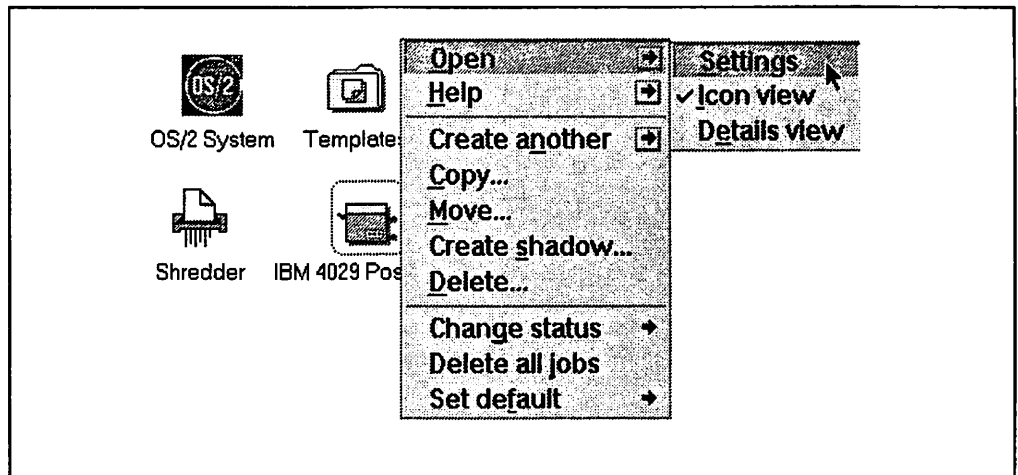 OS/2
OS/2 System
Template
Shredder
IBM 4029 Pos
Open
Help
Create another
Copy...
Move...
Create shadow...
Delete...
Change status
Delete all jobs
Set default
Settings
✓ Icon view
Details view